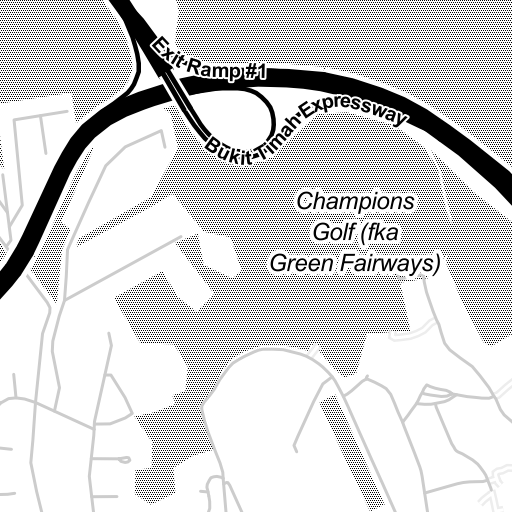 Exit Ramp #1
Bukit Timah Expressway
Champions
Golf (fka
Green Fairways)